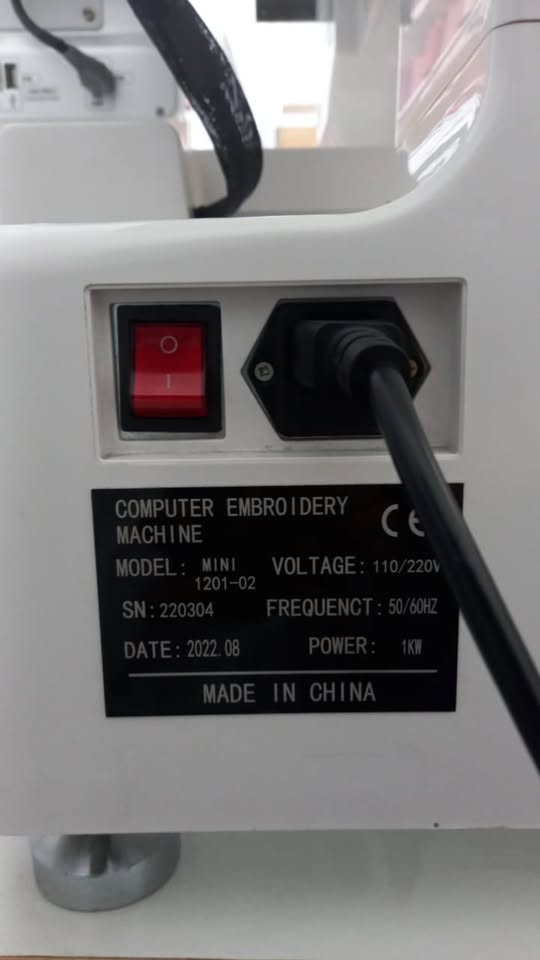 O
I
COMPUTER EMBROIDERY
MACHINE CE
MODEL: MINI 1201-02 VOLTAGE: 110/220V
SN: 220304 FREQUENCT: 50/60HZ
DATE: 2022.08 POWER: 1KW
MADE IN CHINA